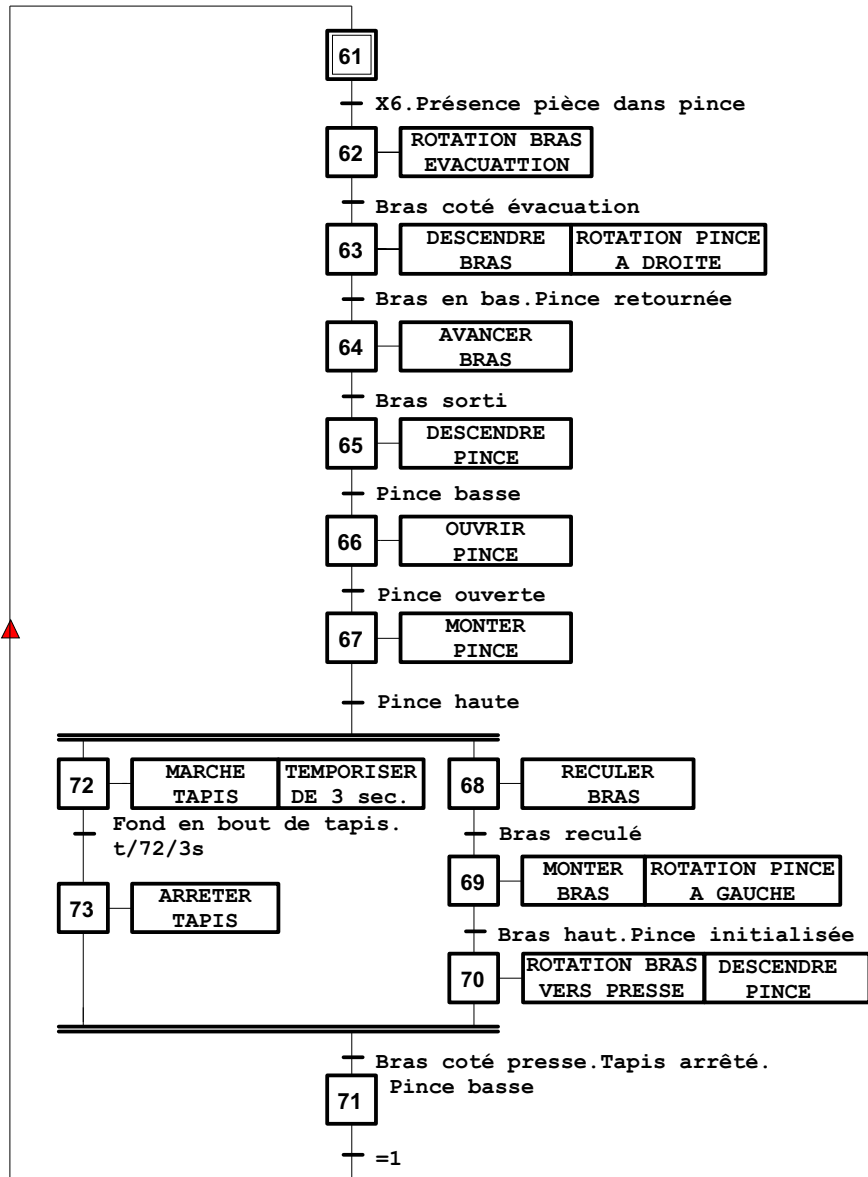 61
X6.Présence pièce dans pince
62
ROTATION BRAS
EVACUATTION
Bras coté évacuation
63
DESCENDRE
BRAS
ROTATION PINCE
A DROITE
Bras en bas.Pince retournée
64
AVANCER
BRAS
Bras sorti
65
DESCENDRE
PINCE
Pince basse
66
OUVRIR
PINCE
Pince ouverte
67
MONTER
PINCE
Pince haute
72
MARCHE
TAPIS
TEMPORISER
DE 3 sec.
Fond en bout de tapis.
t/72/3s
73
ARRETER
TAPIS
68
RECULER
BRAS
Bras reculé
69
MONTER
BRAS
ROTATION PINCE
A GAUCHE
Bras haut.Pince initialisée
70
ROTATION BRAS
VERS PRESSE
DESCENDRE
PINCE
Bras coté presse.Tapis arrêté.
Pince basse
71
=1